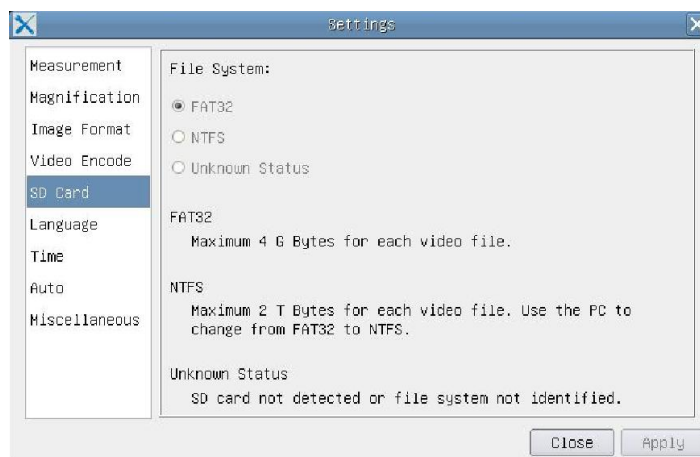 Settings
Measurement
Magnification
Image Format
Video Encode
SD Card
Language
Time
Auto
Miscellaneous
File System:
FAT32
NTFS
Unknown Status
FAT32
Maximum 4 G Bytes for each video file.
NTFS
Maximum 2 T Bytes for each video file. Use the PC to
change from FAT32 to NTFS.
Unknown Status
SD card not detected or file system not identified.
Close
Apply